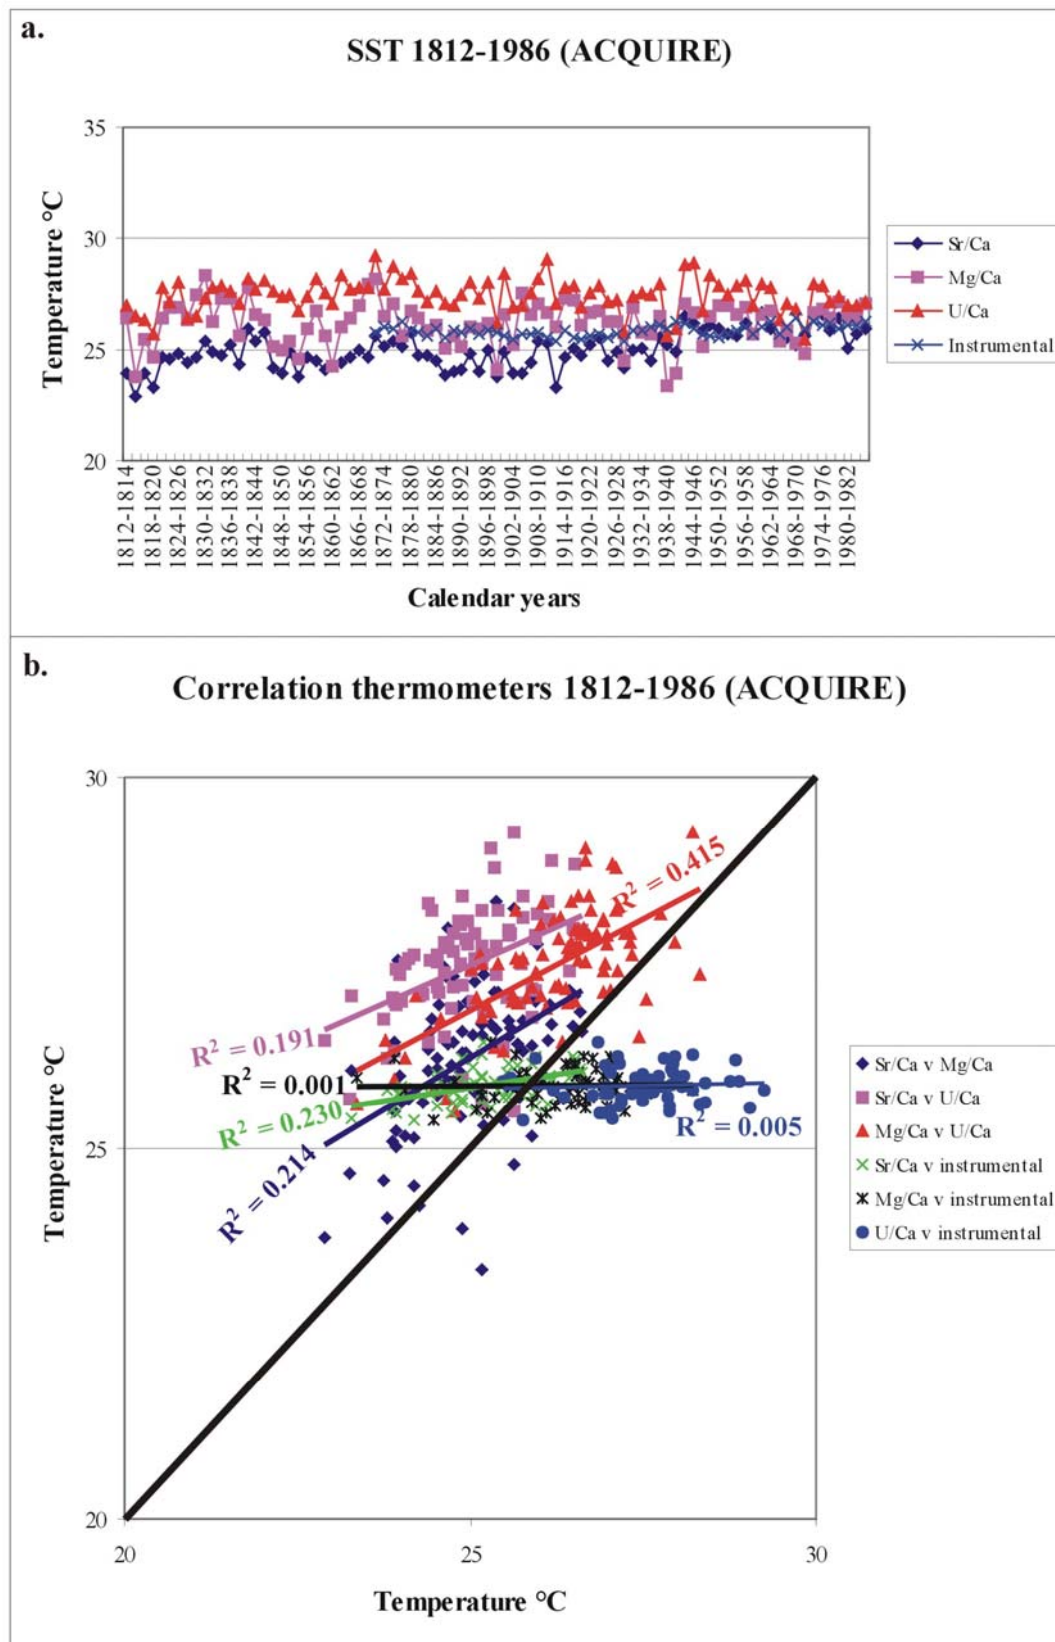 a.
SST 1812-1986 (ACQUIRE)
35
30
25
20
Temperature °C
1812-1814
1818-1820
1824-1826
1830-1832
1836-1838
1842-1844
1848-1850
1854-1856
1860-1862
1866-1868
1872-1874
1878-1880
1884-1886
1890-1892
1896-1898
1902-1904
1908-1910
1914-1916
1920-1922
1926-1928
1932-1934
1938-1940
1944-1946
1950-1952
1956-1958
1962-1964
1968-1970
1974-1976
1980-1982
Calendar years
Sr/Ca
Mg/Ca
U/Ca
Instrumental
b.
Correlation thermometers 1812-1986 (ACQUIRE)
30
25
20
Temperature °C
R² = 0.415
R² = 0.191
R² = 0.001
R² = 0.230
R² = 0.214
R² = 0.005
20
25
30
Temperature °C
Sr/Ca v Mg/Ca
Sr/Ca v U/Ca
Mg/Ca v U/Ca
Sr/Ca v instrumental
Mg/Ca v instrumental
U/Ca v instrumental